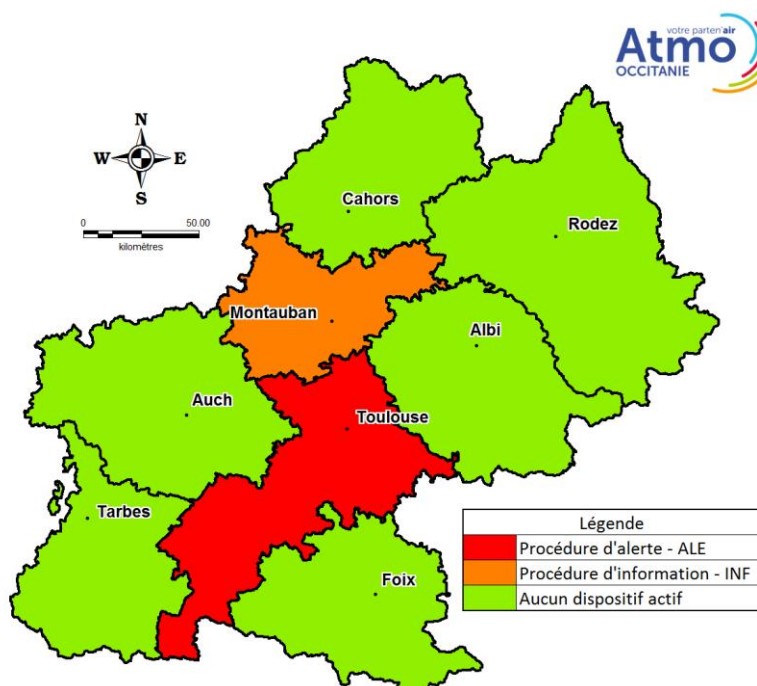 votre parten'air
Atmo
OCCITANIE
N
W E
S
0 50.00
kilomètres
Cahors
Rodez
Montauban
Albi
Auch
Toulouse
Tarbes
Foix
Légende
Procédure d'alerte - ALE
Procédure d'information - INF
Aucun dispositif actif